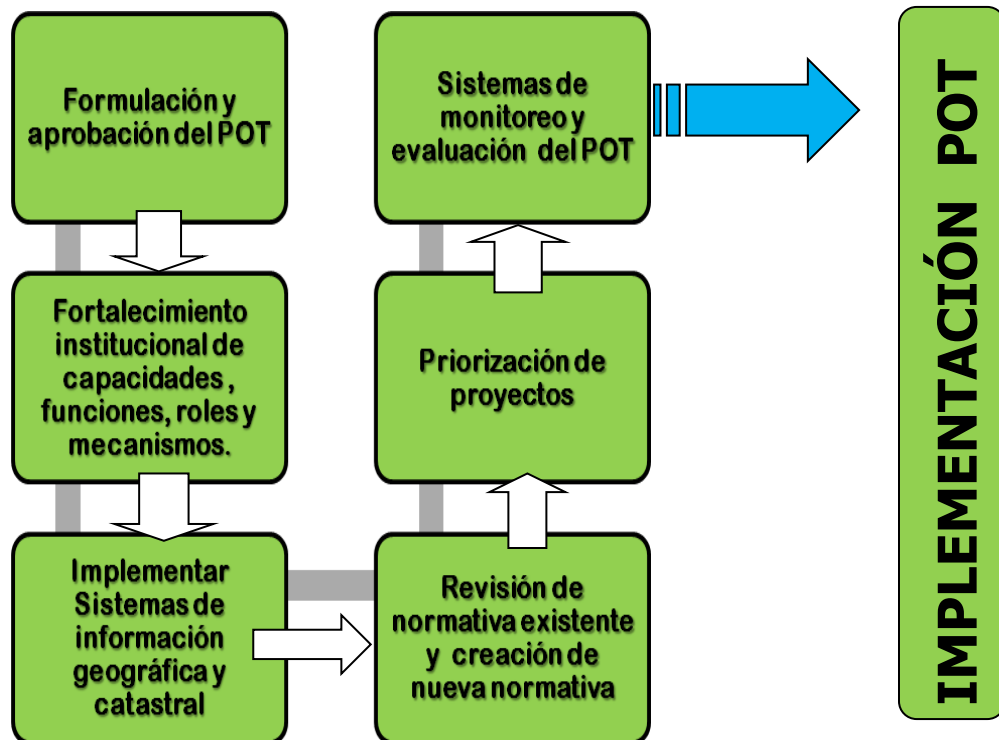 Formulación y
aprobación del POT
Fortalecimiento
institucional de
capacidades ,
funciones, roles y
mecanismos.
Implementar
Sistemas de
información
geográfica y
catastral
Revisión de
normativa existente
y creación de
nueva normativa
Priorización de
proyectos
Sistemas de
monitoreo y
evaluación del POT
IMPLEMENTACIÓN POT